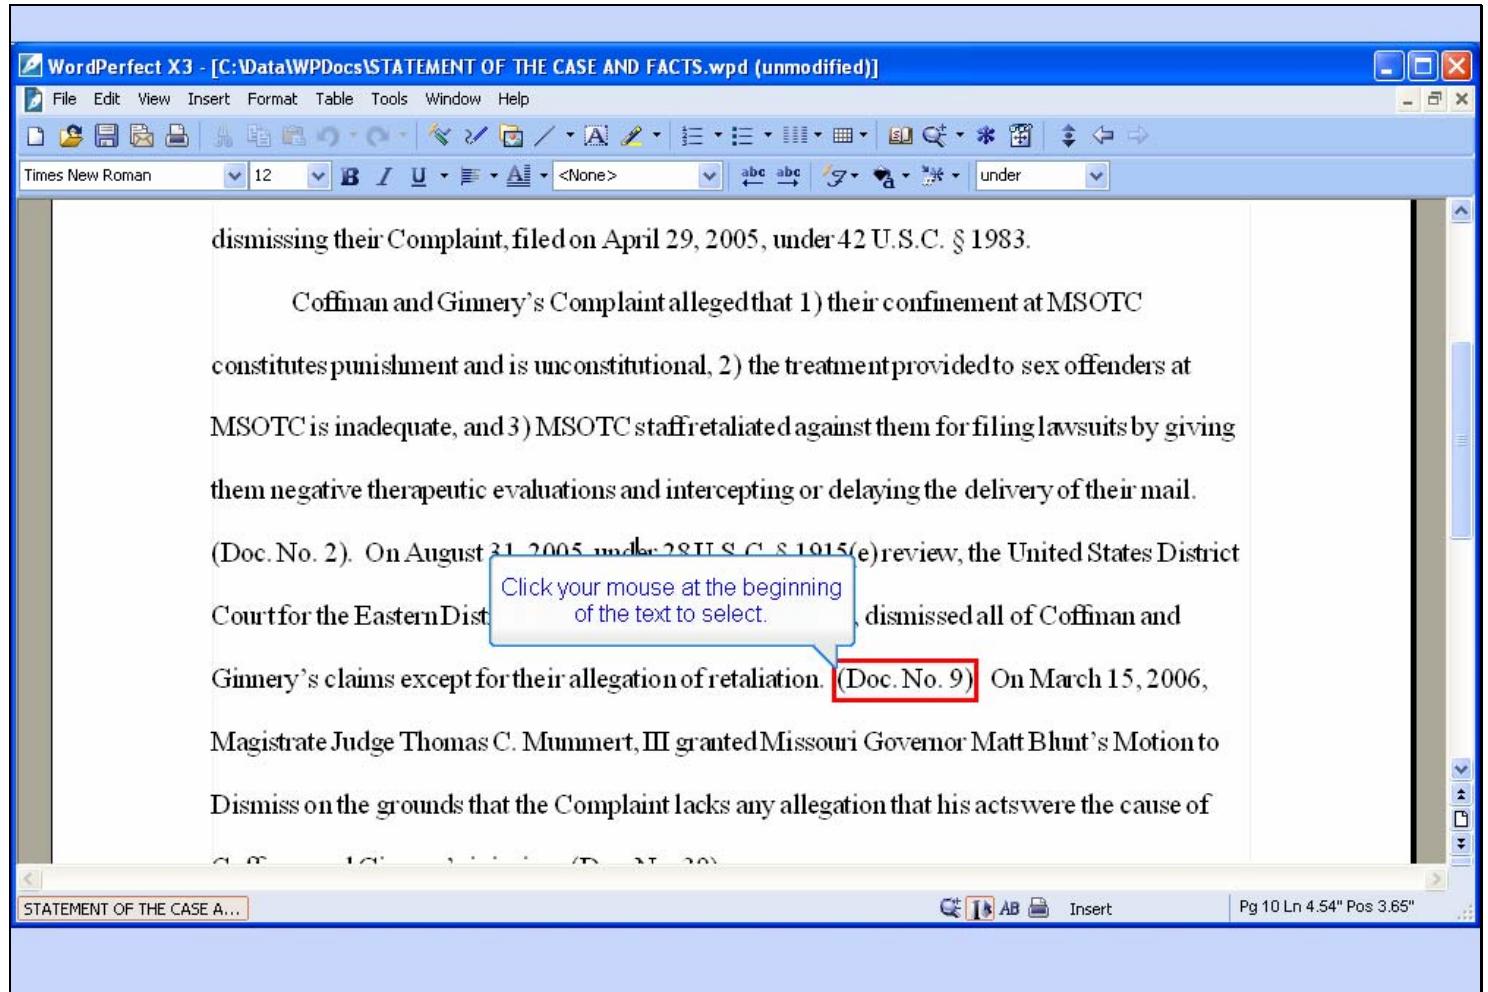 WordPerfect X3 - [C:\Data\WPDocs\STATEMENT OF THE CASE AND FACTS.wpd (unmodified)]
File Edit View Insert Format Table Tools Window Help
Times New Roman 12 B I U A <None> abc abc under
dismissing their Complaint, filed on April 29, 2005, under 42 U.S.C. § 1983.
Coffman and Ginnery's Complaint alleged that 1) their confinement at MSOTC
constitutes punishment and is unconstitutional, 2) the treatment provided to sex offenders at
MSOTC is inadequate, and 3) MSOTC staff retaliated against them for filing lawsuits by giving
them negative therapeutic evaluations and intercepting or delaying the delivery of their mail.
(Doc. No. 2). On August 31, 2005, under 28 U.S.C. § 1915(e) review, the United States District
Click your mouse at the beginning
of the text to select.
Court for the Eastern Dist , dismissed all of Coffman and
Ginnery's claims except for their allegation of retaliation. (Doc. No. 9) On March 15, 2006,
Magistrate Judge Thomas C. Mummert, III granted Missouri Governor Matt Blunt's Motion to
Dismiss on the grounds that the Complaint lacks any allegation that his acts were the cause of
STATEMENT OF THE CASE A... AB Insert Pg 10 Ln 4.54" Pos 3.65"